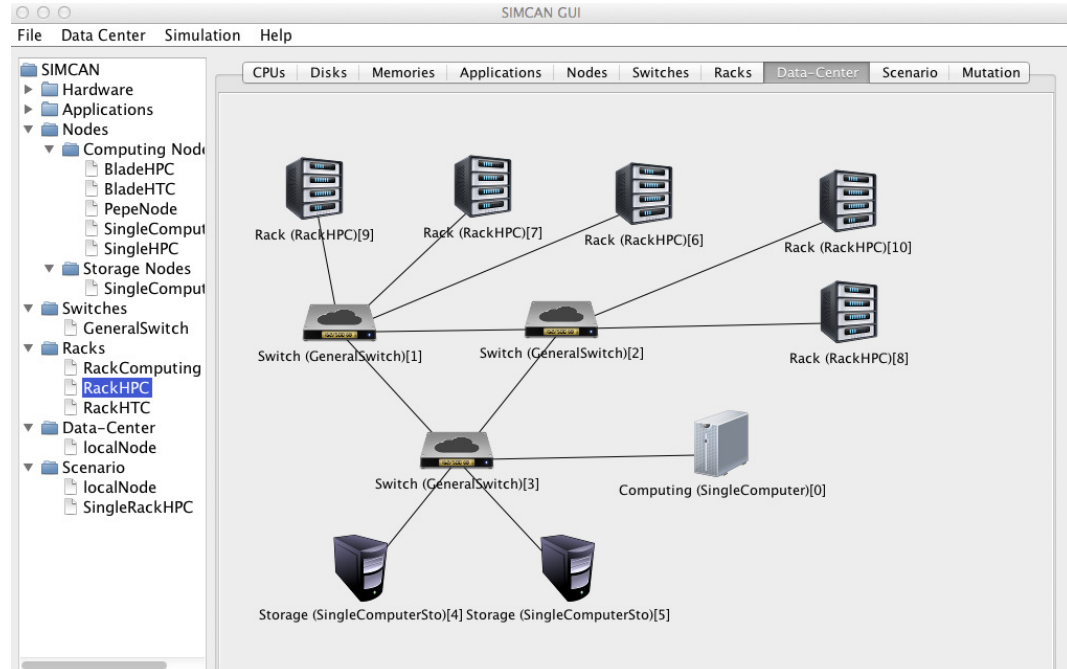 SIMCAN GUI
File Data Center Simulation Help
SIMCAN
Hardware
Applications
Nodes
Computing Node
BladeHPC
BladeHTC
PepeNode
SingleComput
SingleHPC
Storage Nodes
SingleComput
Switches
GeneralSwitch
Racks
RackComputing
RackHPC
RackHTC
Data-Center
localNode
Scenario
localNode
SingleRackHPC
CPUs Disks Memories Applications Nodes Switches Racks Data-Center Scenario Mutation
Rack (RackHPC)[9]
Rack (RackHPC)[7]
Rack (RackHPC)[6]
Rack (RackHPC)[10]
Switch (GeneralSwitch)[1]
Switch (GeneralSwitch)[2]
Rack (RackHPC)[8]
Switch (GeneralSwitch)[3]
Computing (SingleComputer)[0]
Storage (SingleComputerSto)[4] Storage (SingleComputerSto)[5]